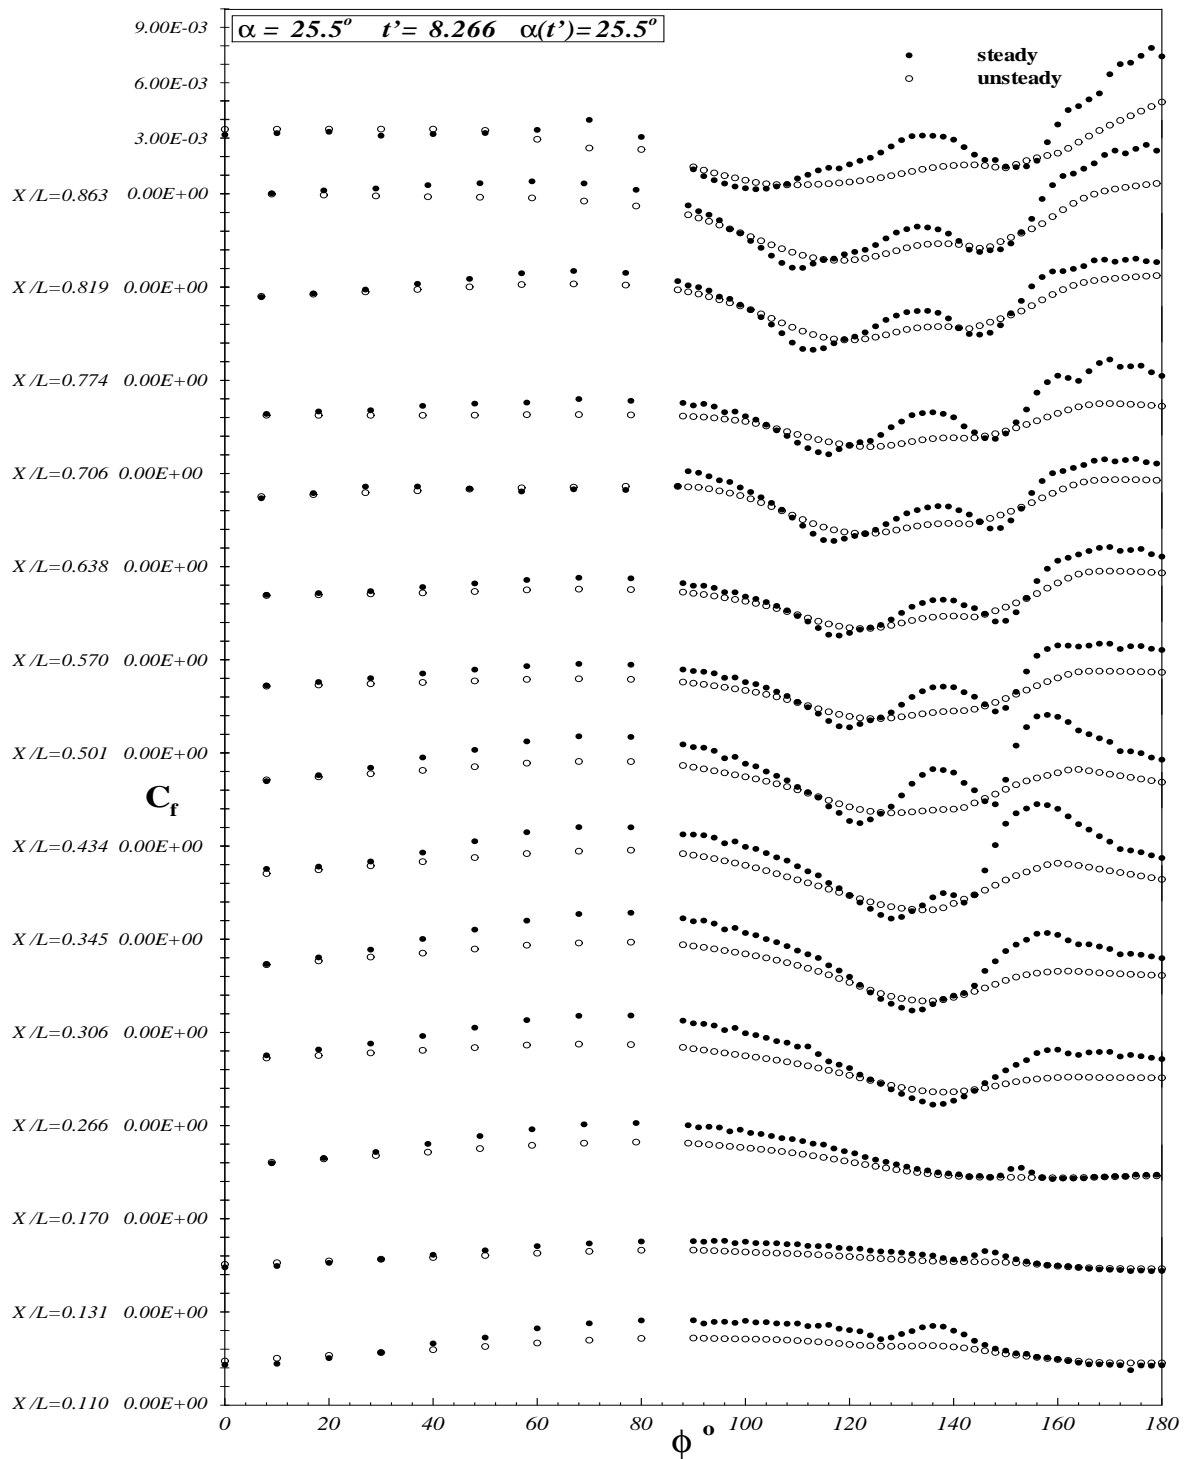 α = 25.5° t' = 8.266 α(t')=25.5°
9.00E-03
steady
6.00E-03
unsteady
3.00E-03
X/L=0.863 0.00E+00
X/L=0.819 0.00E+00
X/L=0.774 0.00E+00
X/L=0.706 0.00E+00
X/L=0.638 0.00E+00
X/L=0.570 0.00E+00
X/L=0.501 0.00E+00
Cf
X/L=0.434 0.00E+00
X/L=0.345 0.00E+00
X/L=0.306 0.00E+00
X/L=0.266 0.00E+00
X/L=0.170 0.00E+00
X/L=0.131 0.00E+00
X/L=0.110 0.00E+00
0 20 40 60 80 100 120 140 160 180
ϕ °